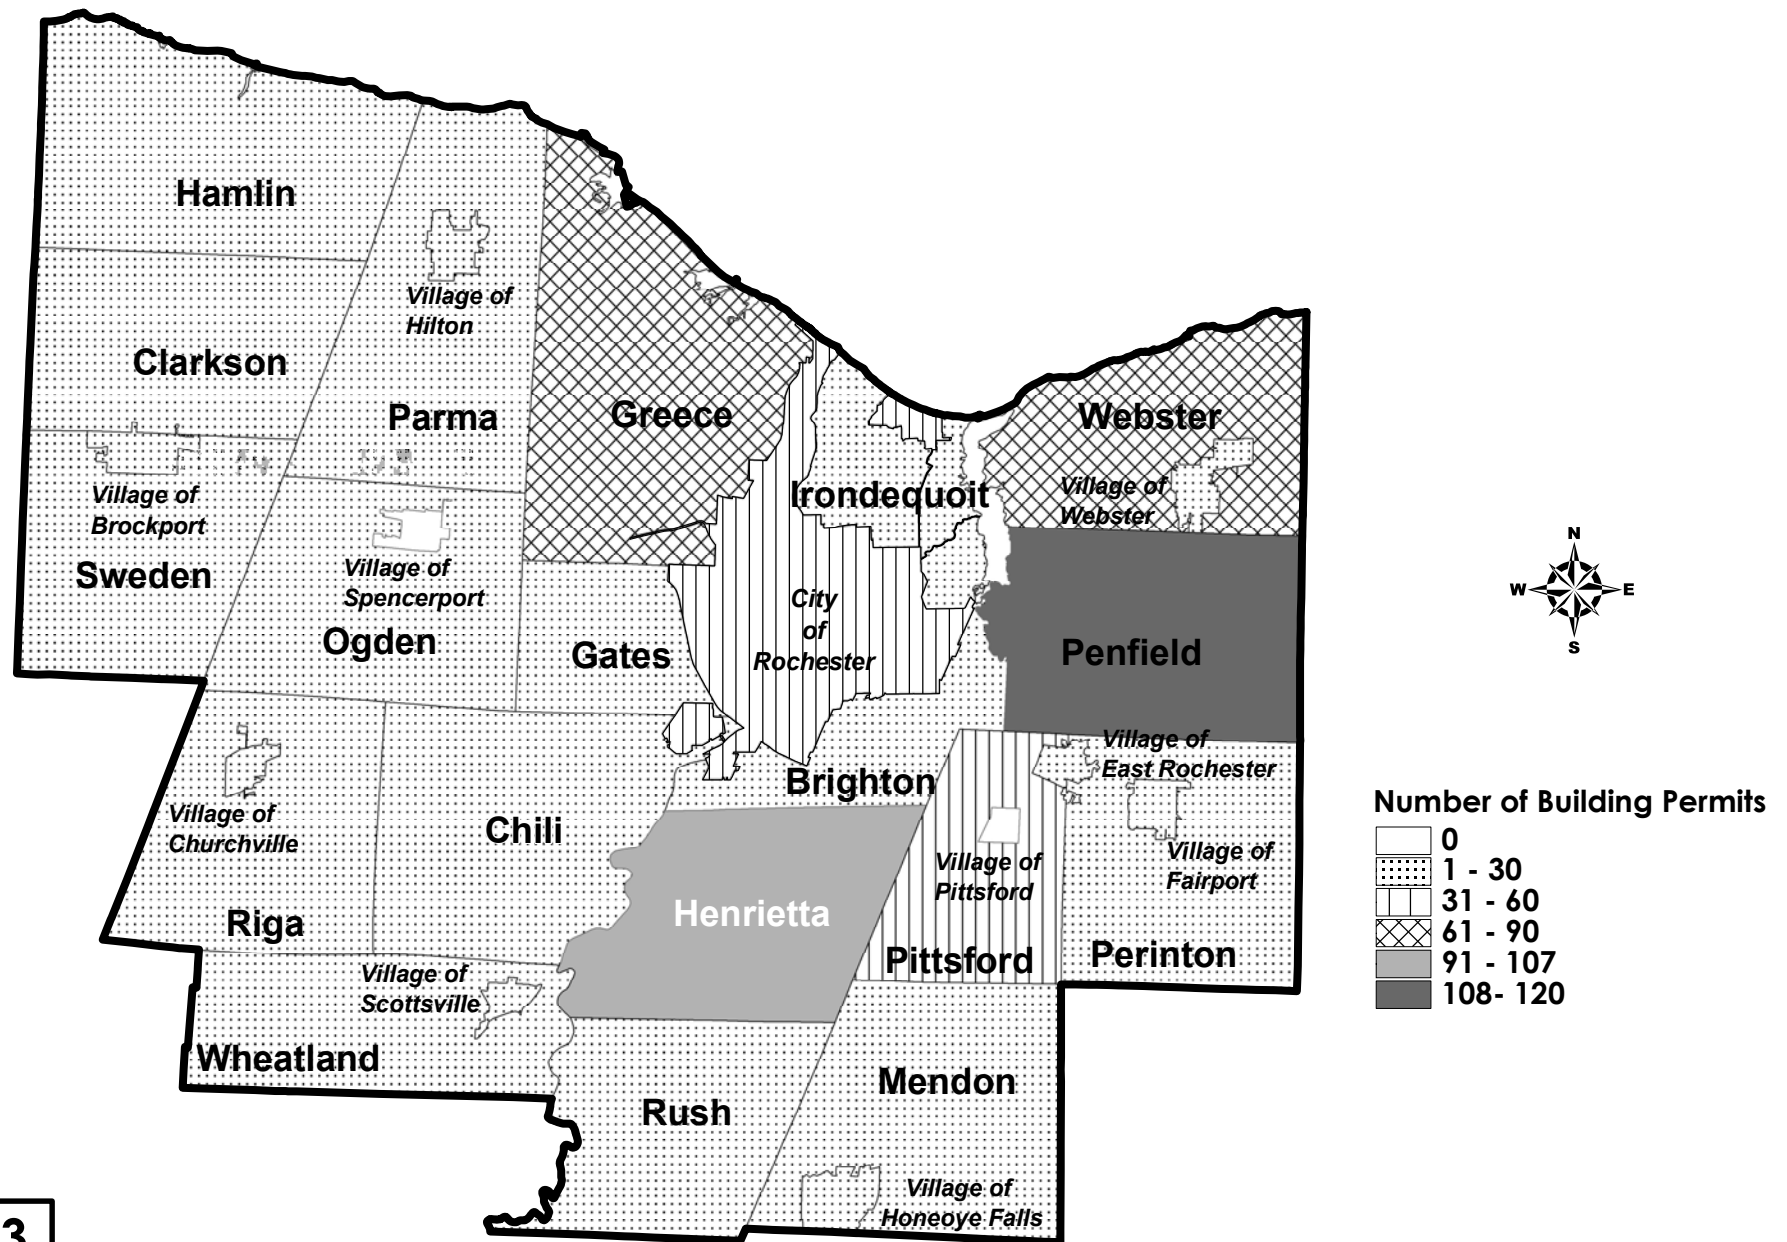 Hamlin
Village of
Hilton
Clarkson
Parma
Greece
Webster
Village of
Brockport
Irondequoit
Village of
Webster
Sweden
Village of
Spencerport
Ogden
Gates
City
of
Rochester
Penfield
N
W
E
S
Village of
East Rochester
Brighton
Village of
Churchville
Chili
Village of
Pittsford
Village of
Fairport
Henrietta
Riga
Pittsford
Perinton
Village of
Scottsville
Wheatland
Rush
Mendon
Village of
Honeoye Falls
Number of Building Permits
0
1 - 30
31 - 60
61 - 90
91 - 107
108- 120
3